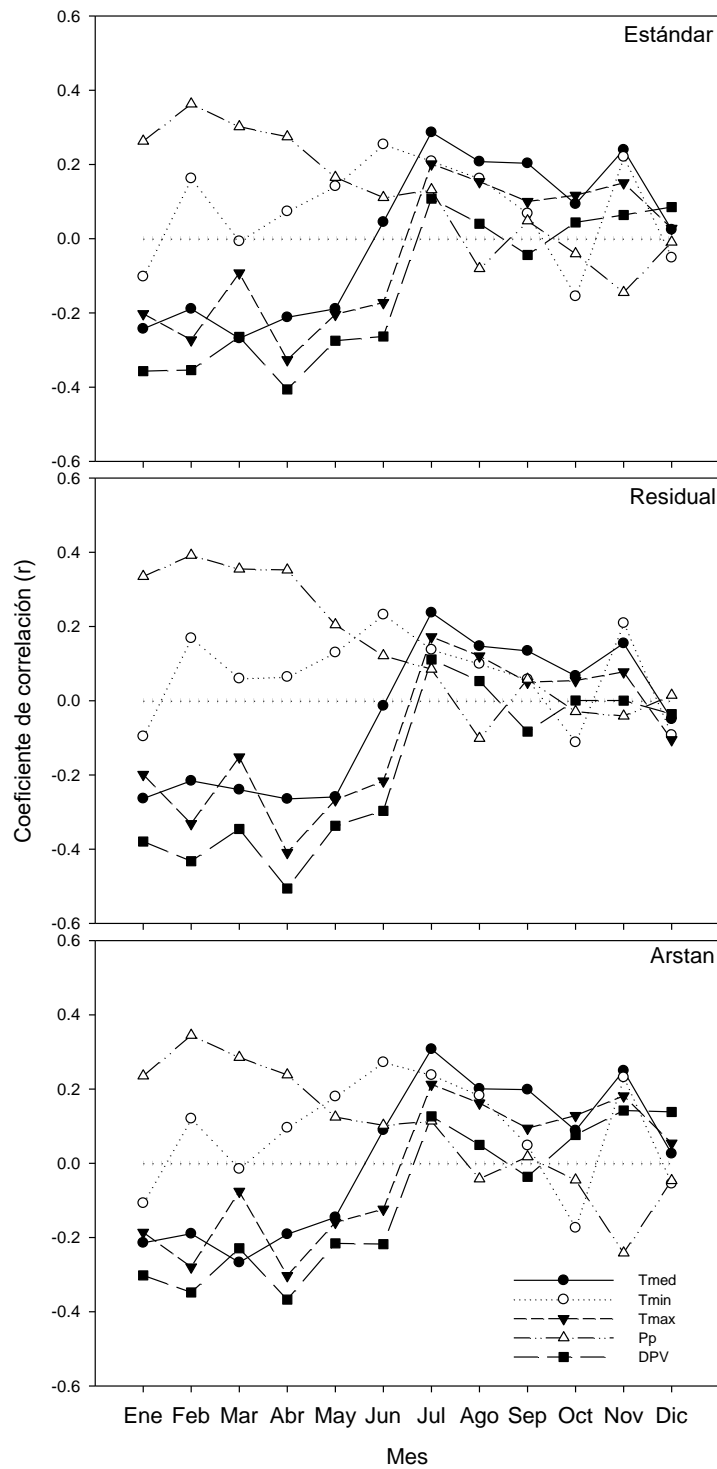 Estándar
0.6
0.4
0.2
0.0
-0.2
-0.4
-0.6
Residual
0.6
0.4
0.2
0.0
-0.2
-0.4
-0.6
Coeficiente de correlación (r)
Arstan
0.6
0.4
0.2
0.0
-0.2
-0.4
-0.6
Tmed
Tmin
Tmax
Pp
DPV
Ene Feb Mar Abr May Jun Jul Ago Sep Oct Nov Dic
Mes